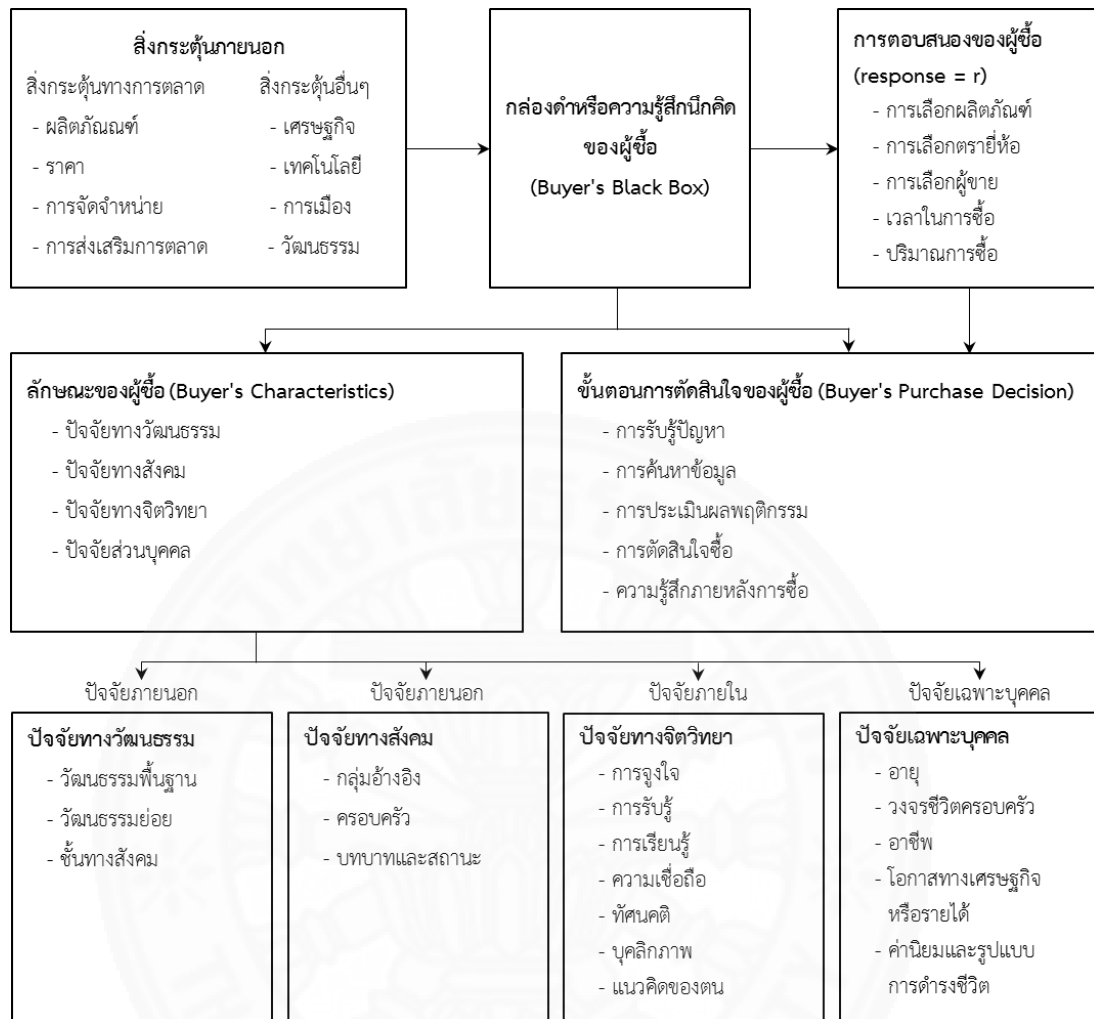 สิ่งกระตุ้นภายนอก
สิ่งกระตุ้นทางการตลาด
- ผลิตภัณณฑ์
- ราคา
- การจัดจำหน่าย
- การส่งเสริมการตลาด
สิ่งกระตุ้นอื่นๆ
- เศรษฐกิจ
- เทคโนโลยี
- การเมือง
- วัฒนธรรม
กล่องดำหรือความรู้สึกนึกคิด
ของผู้ซื้อ
(Buyer's Black Box)
การตอบสนองของผู้ซื้อ
(response = r)
- การเลือกผลิตภัณฑ์
- การเลือกตรายี่ห้อ
- การเลือกผู้ขาย
- เวลาในการซื้อ
- ปริมาณการซื้อ
ลักษณะของผู้ซื้อ (Buyer's Characteristics)
- ปัจจัยทางวัฒนธรรม
- ปัจจัยทางสังคม
- ปัจจัยทางจิตวิทยา
- ปัจจัยส่วนบุคคล
ขั้นตอนการตัดสินใจของผู้ซื้อ (Buyer's Purchase Decision)
- การรับรู้ปัญหา
- การค้นหาข้อมูล
- การประเมินผลพฤติกรรม
- การตัดสินใจซื้อ
- ความรู้สึกภายหลังการซื้อ
ปัจจัยภายนอก
ปัจจัยทางวัฒนธรรม
- วัฒนธรรมพื้นฐาน
- วัฒนธรรมย่อย
- ชั้นทางสังคม
ปัจจัยภายนอก
ปัจจัยทางสังคม
- กลุ่มอ้างอิง
- ครอบครัว
- บทบาทและสถานะ
ปัจจัยภายใน
ปัจจัยทางจิตวิทยา
- การจูงใจ
- การรับรู้
- การเรียนรู้
- ความเชื่อถือ
- ทัศนคติ
- บุคลิกภาพ
- แนวคิดของตน
ปัจจัยเฉพาะบุคคล
ปัจจัยเฉพาะบุคคล
- อายุ
- วงจรชีวิตครอบครัว
- อาชีพ
- โอกาสทางเศรษฐกิจ
หรือรายได้
- ค่านิยมและรูปแบบ
การดำรงชีวิต